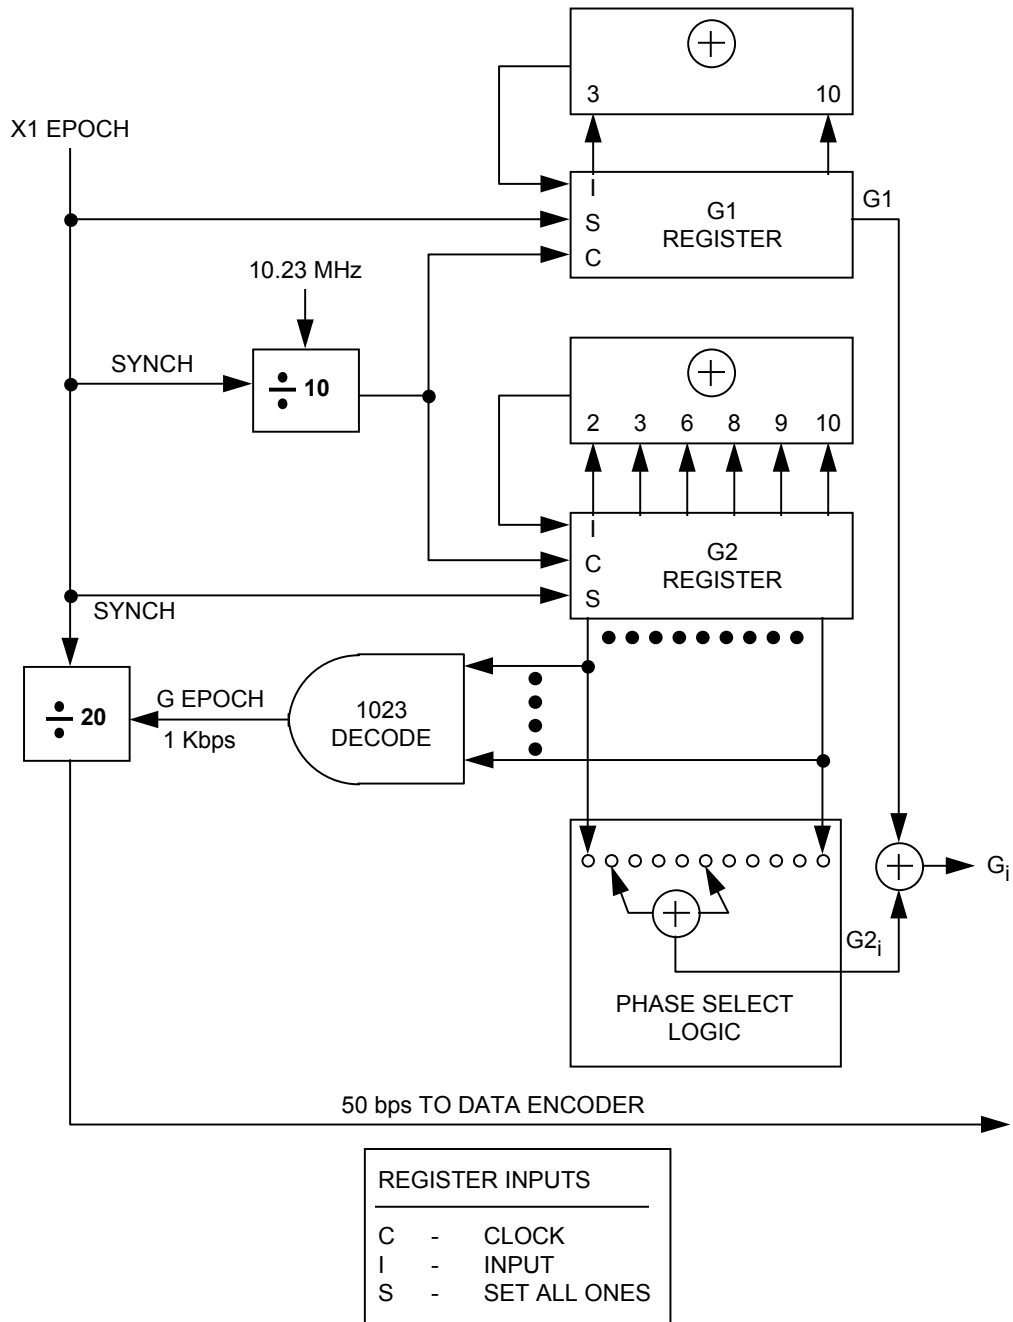 3 10
X1 EPOCH
I
S
C
G1
REGISTER
G1
10.23 MHz
SYNCH
÷ 10
2 3 6 8 9 10
I
C
S
G2
REGISTER
SYNCH
÷ 20
G EPOCH
1 Kbps
1023
DECODE
Gi
G2i
PHASE SELECT
LOGIC
50 bps TO DATA ENCODER
REGISTER INPUTS
C - CLOCK
I - INPUT
S - SET ALL ONES